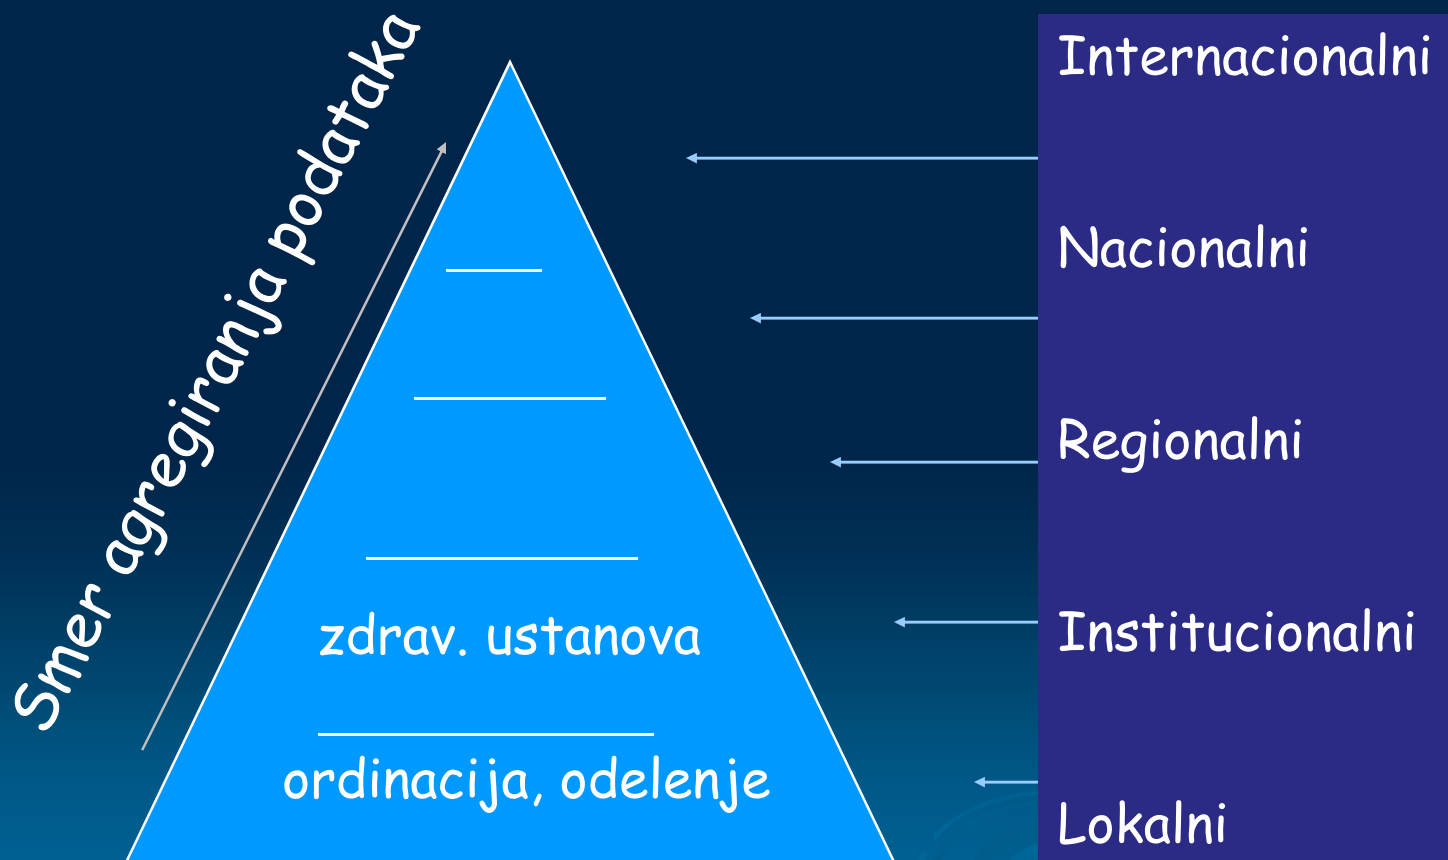 Smer agregiranja podataka
Internacionalni
Nacionalni
Regionalni
zdrav. ustanova
Institucionalni
ordinacija, odelenje
Lokalni